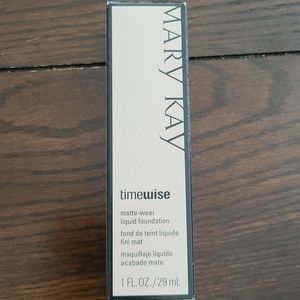 MARY KAY
timewise
matte-wear
liquid foundation
fond de teint liquide
fini mat
maquillaje líquido
acabado mate
1 FL. OZ. / 29 mL